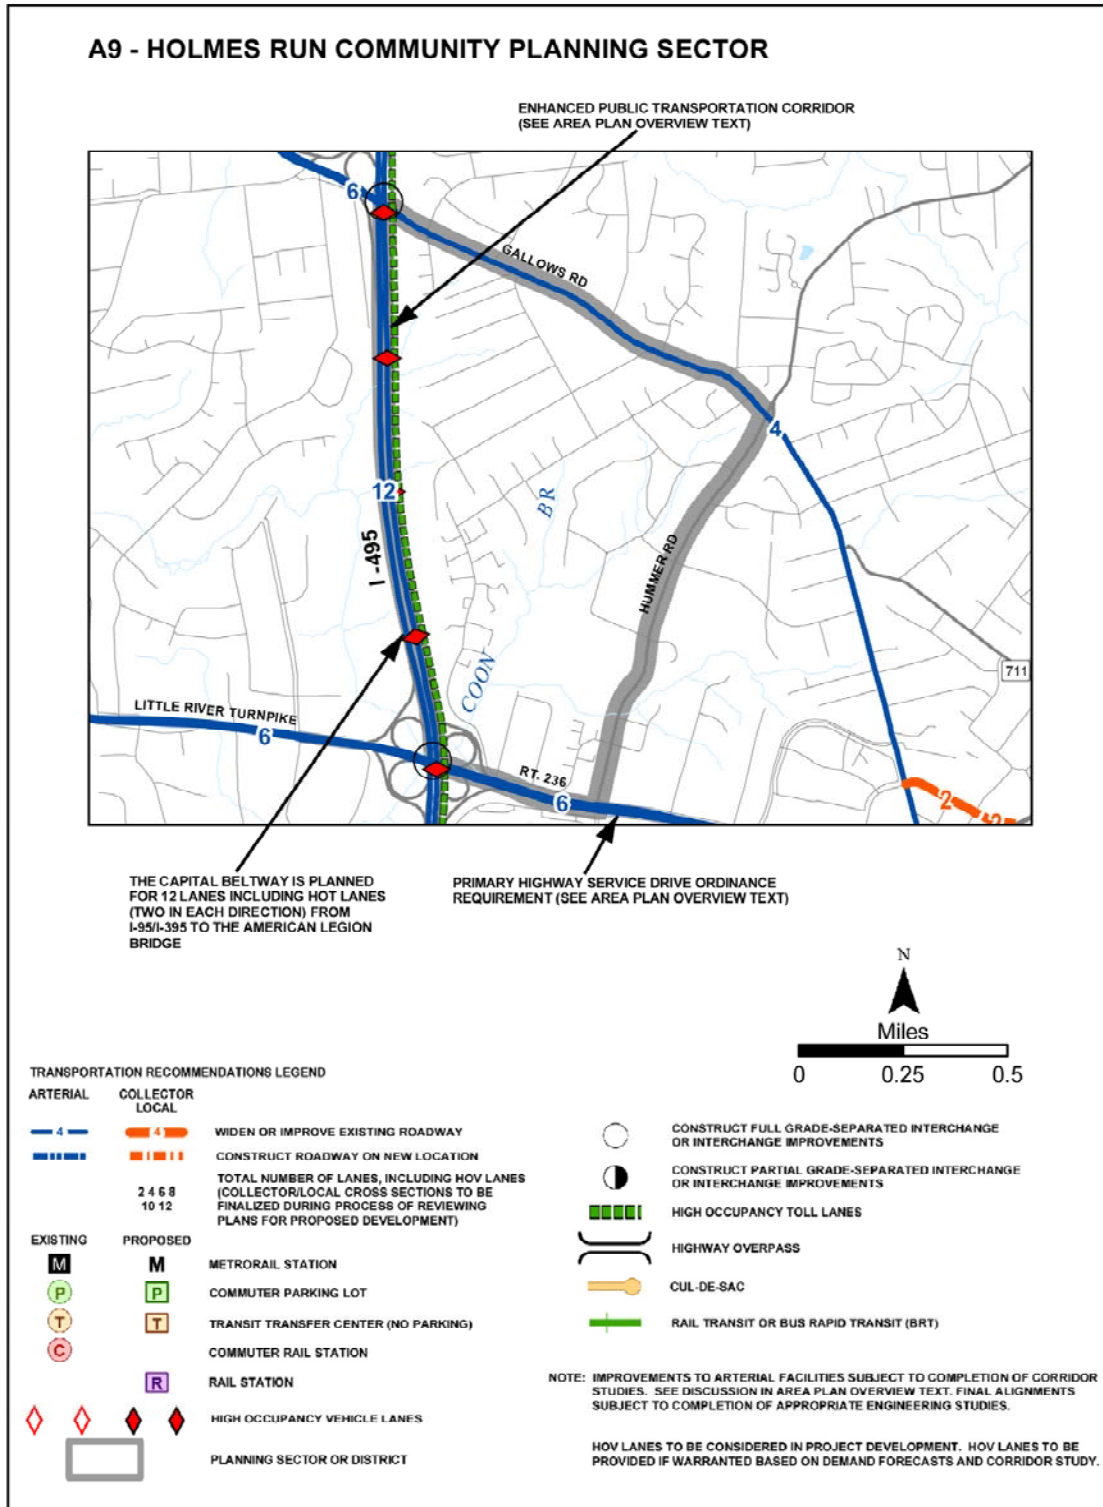 A9 - HOLMES RUN COMMUNITY PLANNING SECTOR
ENHANCED PUBLIC TRANSPORTATION CORRIDOR
(SEE AREA PLAN OVERVIEW TEXT)
6
GALLOWS RD
4
12
BR
I -495
HUMMER RD
711
COON
LITTLE RIVER TURNPIKE
6
RT. 236
6
2
2
THE CAPITAL BELTWAY IS PLANNED
FOR 12 LANES INCLUDING HOT LANES
(TWO IN EACH DIRECTION) FROM
I-95/I-395 TO THE AMERICAN LEGION
BRIDGE
PRIMARY HIGHWAY SERVICE DRIVE ORDINANCE
REQUIREMENT (SEE AREA PLAN OVERVIEW TEXT)
N
Miles
0 0.25 0.5
TRANSPORTATION RECOMMENDATIONS LEGEND
ARTERIAL
COLLECTOR
LOCAL
4 4 WIDEN OR IMPROVE EXISTING ROADWAY
CONSTRUCT ROADWAY ON NEW LOCATION
2 4 6 8
10 12
TOTAL NUMBER OF LANES, INCLUDING HOV LANES
(COLLECTOR/LOCAL CROSS SECTIONS TO BE
FINALIZED DURING PROCESS OF REVIEWING
PLANS FOR PROPOSED DEVELOPMENT)
EXISTING PROPOSED
M M METRORAIL STATION
P P COMMUTER PARKING LOT
T T TRANSIT TRANSFER CENTER (NO PARKING)
C COMMUTER RAIL STATION
R RAIL STATION
HIGH OCCUPANCY VEHICLE LANES
PLANNING SECTOR OR DISTRICT
CONSTRUCT FULL GRADE-SEPARATED INTERCHANGE
OR INTERCHANGE IMPROVEMENTS
CONSTRUCT PARTIAL GRADE-SEPARATED INTERCHANGE
OR INTERCHANGE IMPROVEMENTS
HIGH OCCUPANCY TOLL LANES
HIGHWAY OVERPASS
CUL-DE-SAC
RAIL TRANSIT OR BUS RAPID TRANSIT (BRT)
NOTE: IMPROVEMENTS TO ARTERIAL FACILITIES SUBJECT TO COMPLETION OF CORRIDOR
STUDIES. SEE DISCUSSION IN AREA PLAN OVERVIEW TEXT. FINAL ALIGNMENTS
SUBJECT TO COMPLETION OF APPROPRIATE ENGINEERING STUDIES.
HOV LANES TO BE CONSIDERED IN PROJECT DEVELOPMENT. HOV LANES TO BE
PROVIDED IF WARRANTED BASED ON DEMAND FORECASTS AND CORRIDOR STUDY.